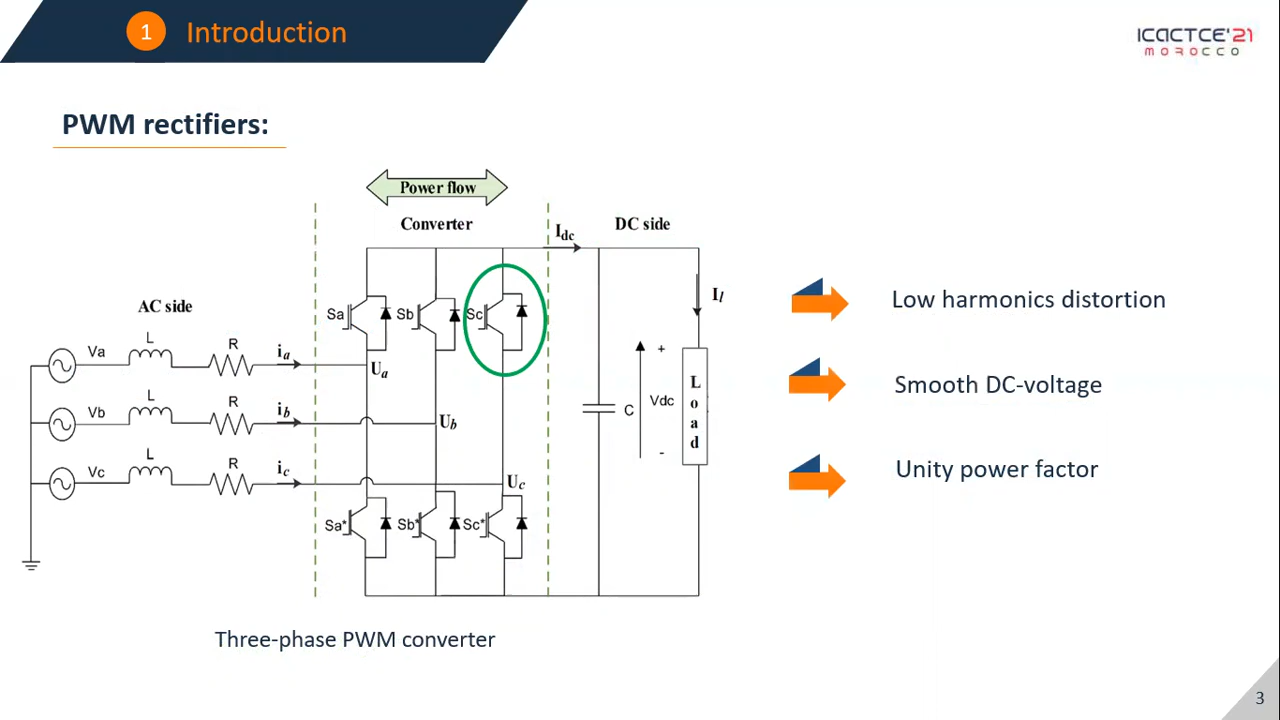 1 Introduction
ICACTCE'21
MOROCCO
PWM rectifiers:
Power flow
Converter
Idc
DC side
AC side
Il
Sa
Sb
Sc
Va
L
R
ia
Ua
Vb
L
R
ib
Ub
Vc
L
R
ic
Uc
C
+
Vdc
-
Load
Sa*
Sb*
Sc*
Three-phase PWM converter
Low harmonics distortion
Smooth DC-voltage
Unity power factor
3